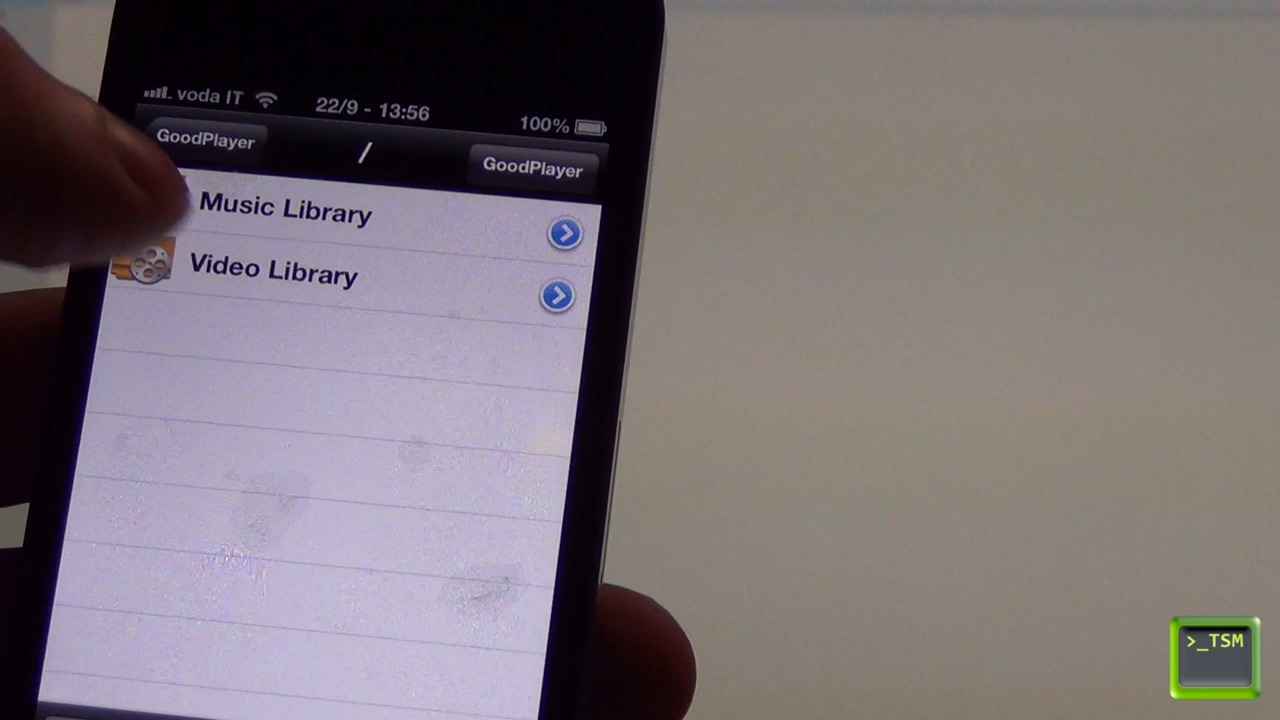 voda IT 22/9 - 13:56 100%
GoodPlayer / GoodPlayer
Music Library
Video Library
>_TSM